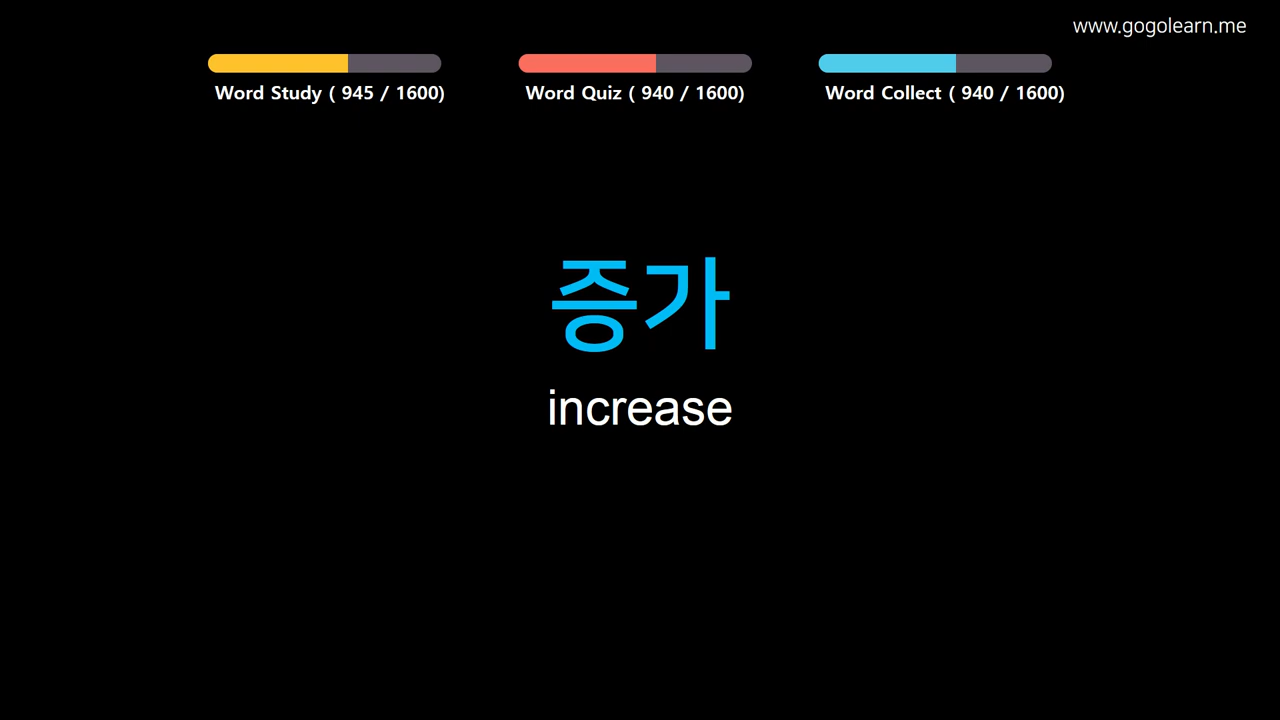 www.gogolearn.me
Word Study ( 945 / 1600)
Word Quiz ( 940 / 1600)
Word Collect ( 940 / 1600)
증가
increase